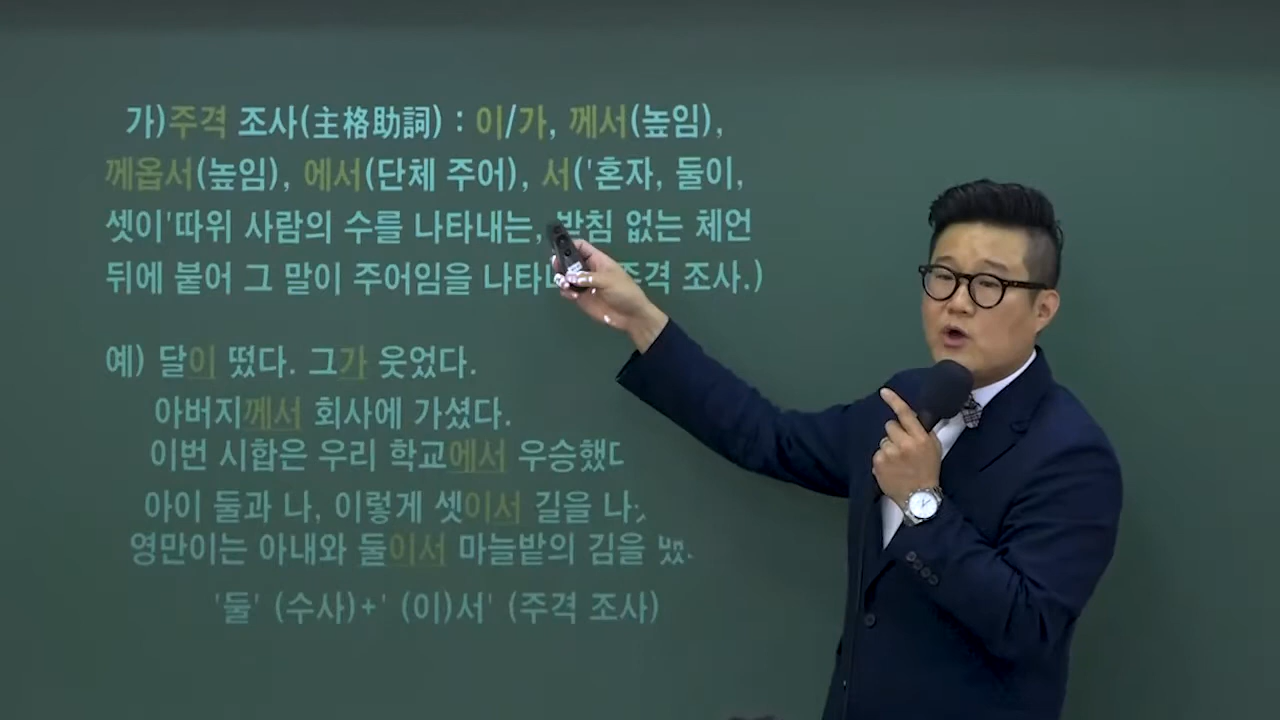 가)주격 조사(主格助詞) : 이/가, 께서(높임),
께옵서(높임), 에서(단체 주어), 서('혼자, 둘이,
셋이'따위 사람의 수를 나타내는, 받침 없는 체언
뒤에 붙어 그 말이 주어임을 나타내 주격 조사.)
예) 달이 떴다. 그가 웃었다.
아버지께서 회사에 가셨다.
이번 시합은 우리 학교에서 우승했
아이 둘과 나, 이렇게 셋이서 길을
영만이는 아내와 둘이서 마늘밭의 김을
'둘' (수사)+' (이)서' (주격 조사)